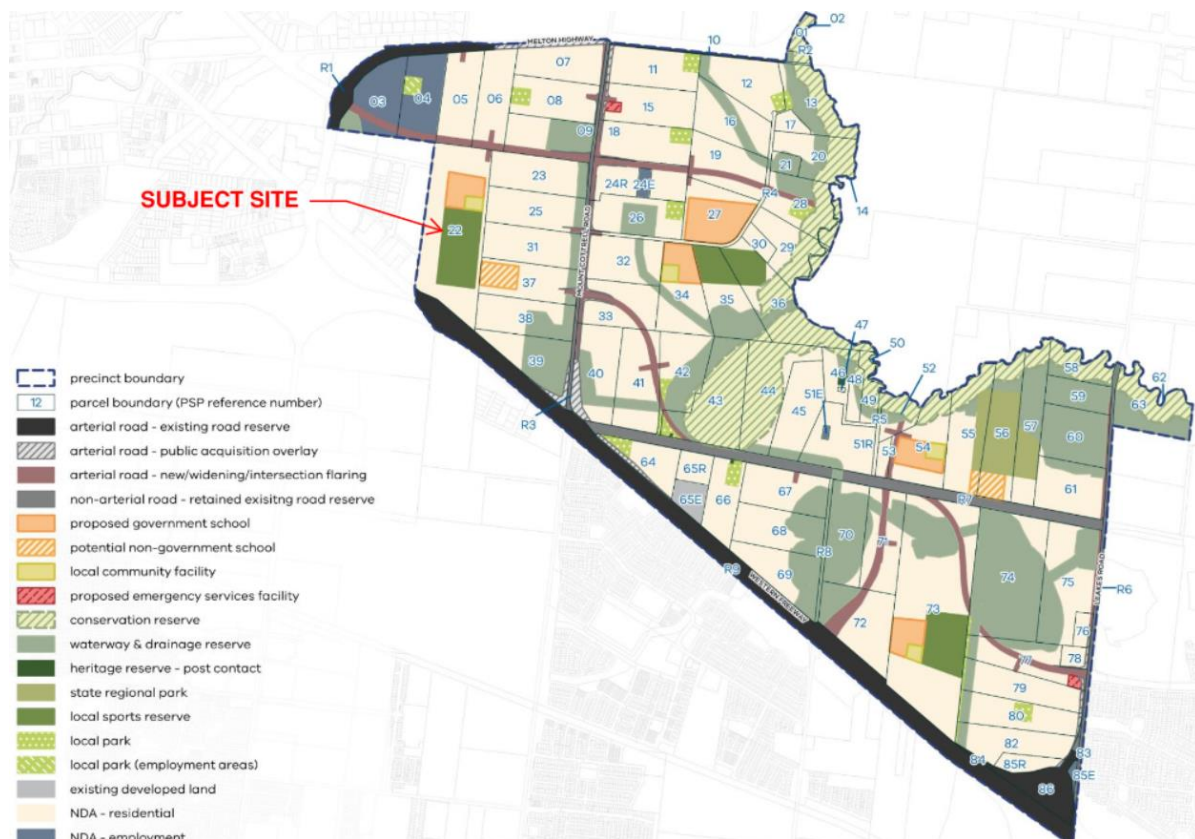 MELTON HIGHWAY
02
01
R2
10
R1
07
11
12
03
04
05
06
08
15
13
16
17
09
18
19
20
21
23
24R
24E
R4
14
SUBJECT SITE
25
26
27
28
22
30
29
31
32
MOUNT COTTRELL ROAD
37
34
35
36
38
33
47
50
39
40
41
42
43
44
46
48
49
52
58
62
63
59
51E
45
R3
R5
51R
53
54
55
56
57
60
64
65R
67
61
R7
65E
66
68
70
71
R8
69
R9
WESTERN FREEWAY
74
75
R6
72
73
76
77
78
79
80
82
83
84
85R
85E
86
precinct boundary
12 parcel boundary (PSP reference number)
arterial road - existing road reserve
arterial road - public acquisition overlay
arterial road - new/widening/intersection flaring
non-arterial road - retained exisitng road reserve
proposed government school
potential non-government school
local community facility
proposed emergency services facility
conservation reserve
waterway & drainage reserve
heritage reserve - post contact
state regional park
local sports reserve
local park
local park (employment areas)
existing developed land
NDA - residential
NDA - employment